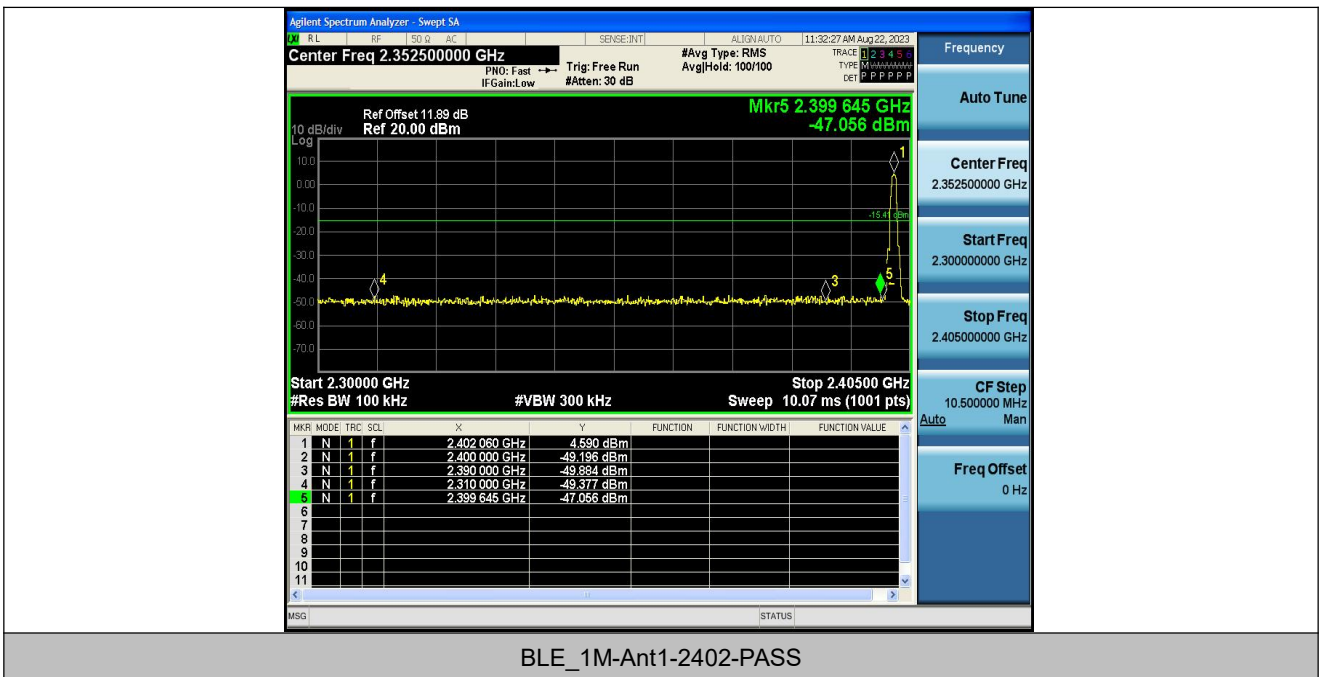 Agilent Spectrum Analyzer - Swept SA
RL RF 50 Ω AC SENSE:INT ALIGN AUTO 11:32:27 AM Aug 22, 2023
Center Freq 2.352500000 GHz
PNO: Fast
IFGain:Low
Trig: Free Run
#Atten: 30 dB
#Avg Type: RMS
Avg|Hold: 100/100
TRACE 1 2 3 4 5 6
TYPE M
DET P P P P P P
Mkr5 2.399 645 GHz
-47.056 dBm
Ref Offset 11.89 dB
10 dB/div Ref 20.00 dBm
Log
10.0
0.00
-10.0
-20.0
-30.0
-40.0
-50.0
-60.0
-70.0
1
-15.41 dBm
4
3
5
Start 2.30000 GHz Stop 2.40500 GHz
#Res BW 100 kHz #VBW 300 kHz Sweep 10.07 ms (1001 pts)
MKR MODE TRC SCL X Y FUNCTION FUNCTION WIDTH FUNCTION VALUE
1 N 1 f 2.402 060 GHz 4.590 dBm
2 N 1 f 2.400 000 GHz -49.196 dBm
3 N 1 f 2.390 000 GHz -49.884 dBm
4 N 1 f 2.310 000 GHz -49.377 dBm
5 N 1 f 2.399 645 GHz -47.056 dBm
6
7
8
9
10
11
MSG STATUS
Frequency
Auto Tune
Center Freq
2.352500000 GHz
Start Freq
2.300000000 GHz
Stop Freq
2.405000000 GHz
CF Step
10.500000 MHz
Auto Man
Freq Offset
0 Hz
BLE_1M-Ant1-2402-PASS